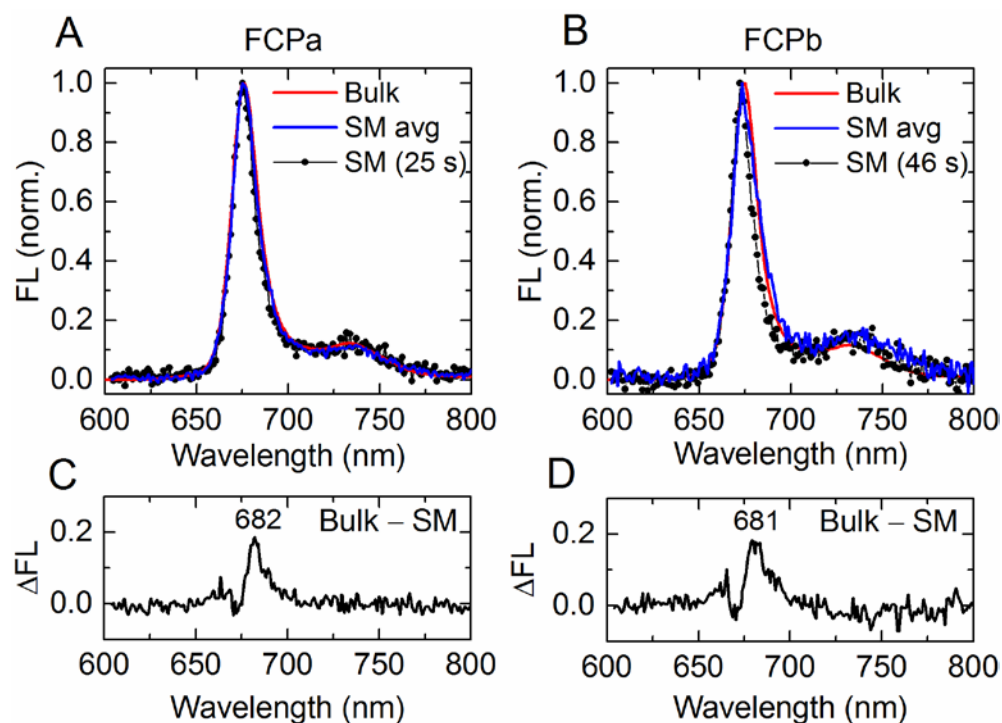 A
FCPa
1.0
0.8
0.6
0.4
0.2
0.0
FL (norm.)
Bulk
SM avg
SM (25 s)
600 650 700 750 800
Wavelength (nm)
B
FCPb
1.0
0.8
0.6
0.4
0.2
0.0
FL (norm.)
Bulk
SM avg
SM (46 s)
600 650 700 750 800
Wavelength (nm)
C
682
Bulk – SM
0.2
0.0
ΔFL
600 650 700 750 800
Wavelength (nm)
D
681
Bulk – SM
0.2
0.0
ΔFL
600 650 700 750 800
Wavelength (nm)